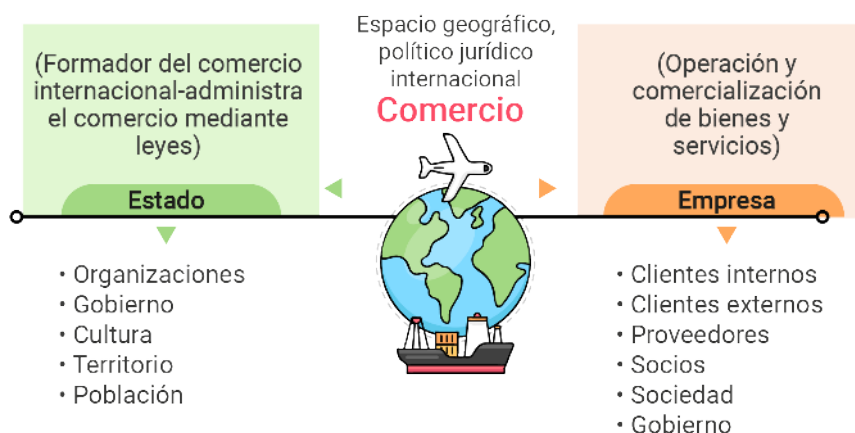 Espacio geográfico,
político jurídico
internacional
Comercio
(Formador del comercio
internacional-administra
el comercio mediante
leyes)
Estado
• Organizaciones
• Gobierno
• Cultura
• Territorio
• Población
(Operación y
comercialización
de bienes y
servicios)
Empresa
• Clientes internos
• Clientes externos
• Proveedores
• Socios
• Sociedad
• Gobierno